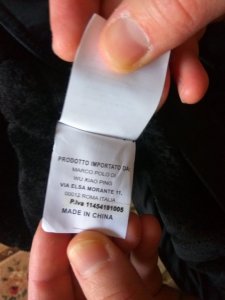 PRODOTTO IMPORTATO DA:
MARCO POLO DI
WU XIAO PING
VIA ELSA MORANTE 11.
00012 ROMA ITALIA
P.iva 11454181005
MADE IN CHINA